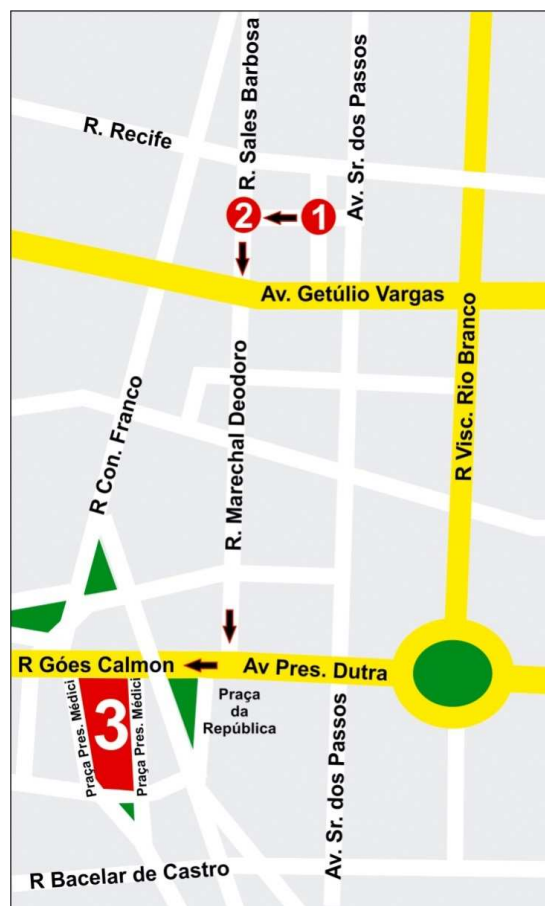 R. Recife
R. Sales Barbosa
Av. Sr. dos Passos
2
1
Av. Getúlio Vargas
R Visc. Rio Branco
R Con. Franco
R. Marechal Deodoro
R Góes Calmon
Av Pres. Dutra
Praça Pres. Médici
3
Praça Pres. Médici
Praça
da
República
Av. Sr. dos Passos
R Bacelar de Castro